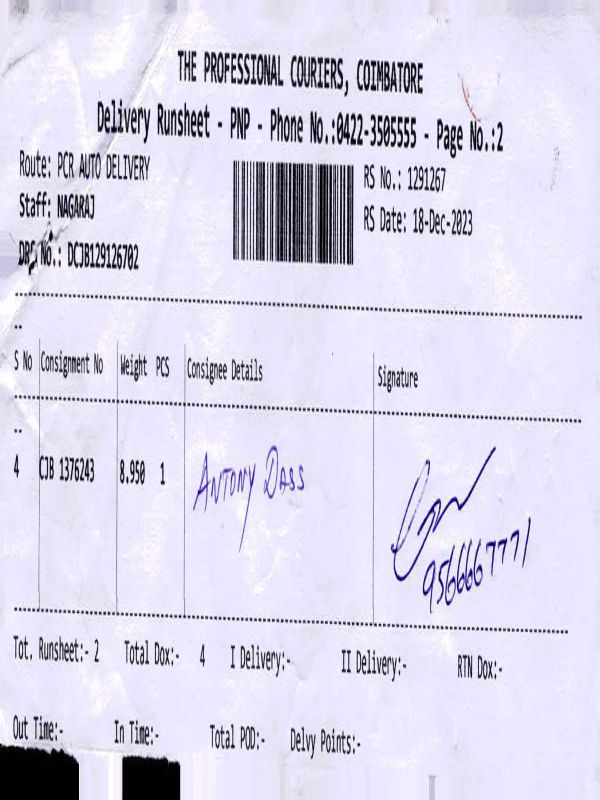 THE PROFESSIONAL COURIERS, COIMBATORE
Delivery Runsheet - PNP - Phone No.:0422-3505555 - Page No.:2
Route: PCR AUTO DELIVERY
RS No.: 1291267
Staff: NAGARAJ
RS Date: 18-Dec-2023
DRS No.: DCJB129126702
S No Consignment No Weight PCS Consignee Details Signature
4 CJB 1376243 8.950 1 ANTONY DASS
9566667771
Tot. Runsheet:- 2 Total Dox:- 4 I Delivery:- II Delivery:- RTN Dox:-
Out Time:- In Time:- Total POD:- Delvy Points:-